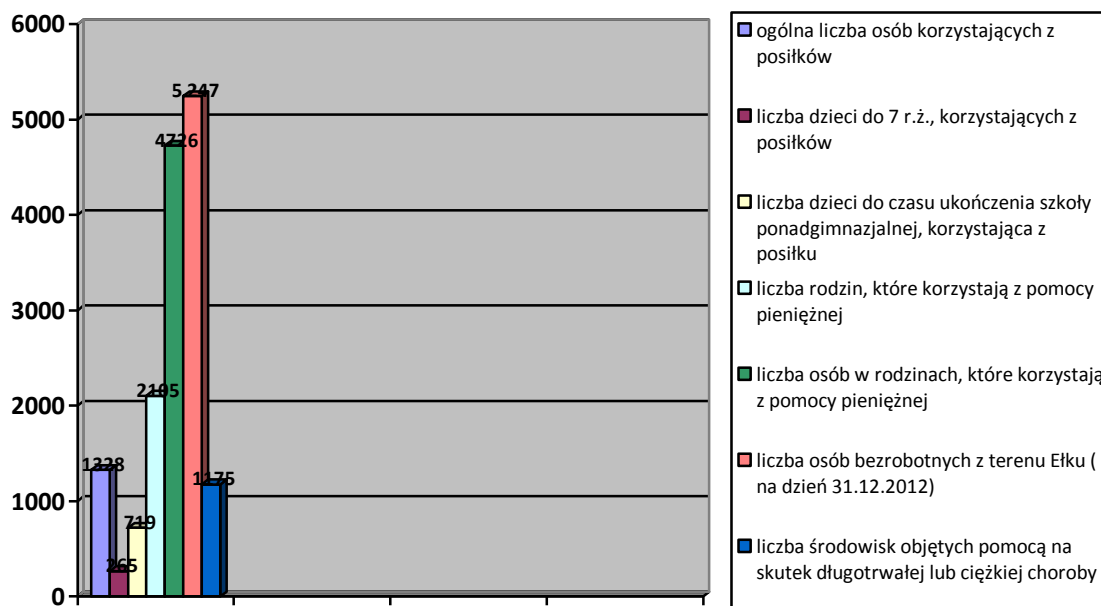 6000
5000
4000
3000
2000
1000
0
1328
265
719
2105
4726
5 247
1175
ogólna liczba osób korzystających z
posiłków
liczba dzieci do 7 r.ż., korzystających z
posiłków
liczba dzieci do czasu ukończenia szkoły
ponadgimnazjalnej, korzystająca z
posiłku
liczba rodzin, które korzystają z pomocy
pieniężnej
liczba osób w rodzinach, które korzystają
z pomocy pieniężnej
liczba osób bezrobotnych z terenu Ełku (
na dzień 31.12.2012)
liczba środowisk objętych pomocą na
skutek długotrwałej lub ciężkiej choroby